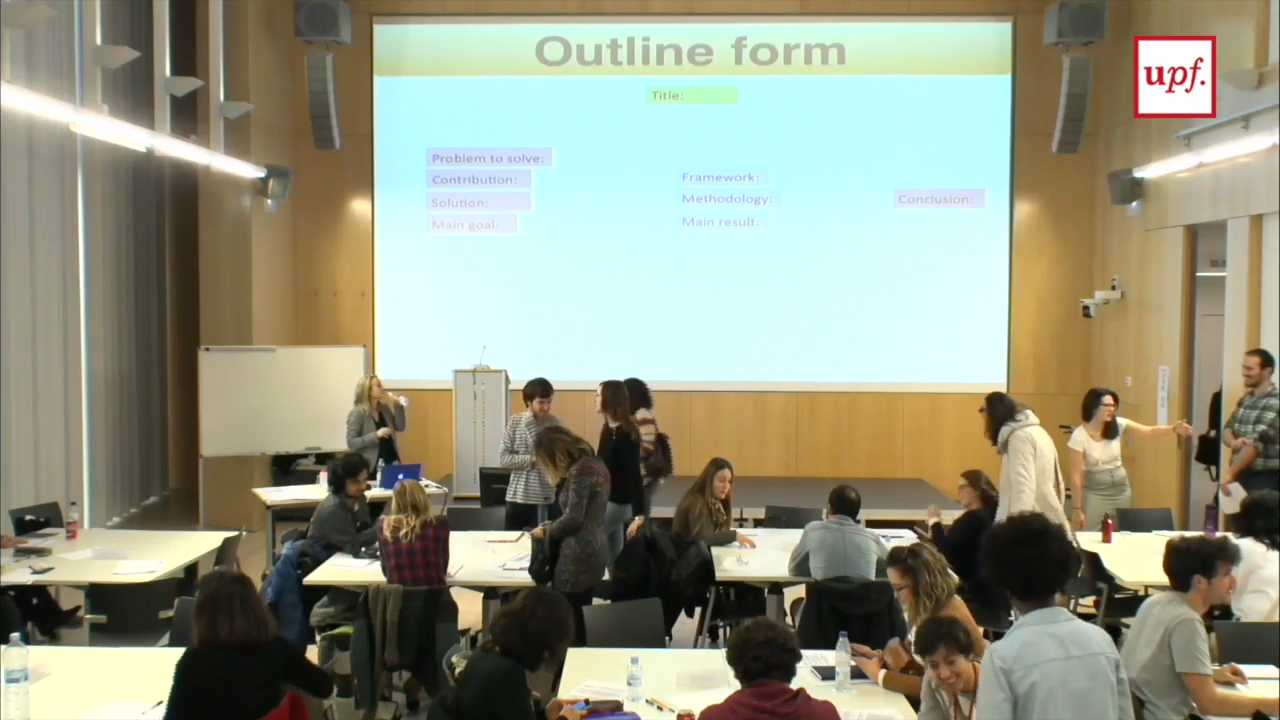 Outline form
upf.
Title:
Problem to solve:
Contribution:
Solution:
Main goal:
Framework:
Methodology:
Main result:
Conclusion: